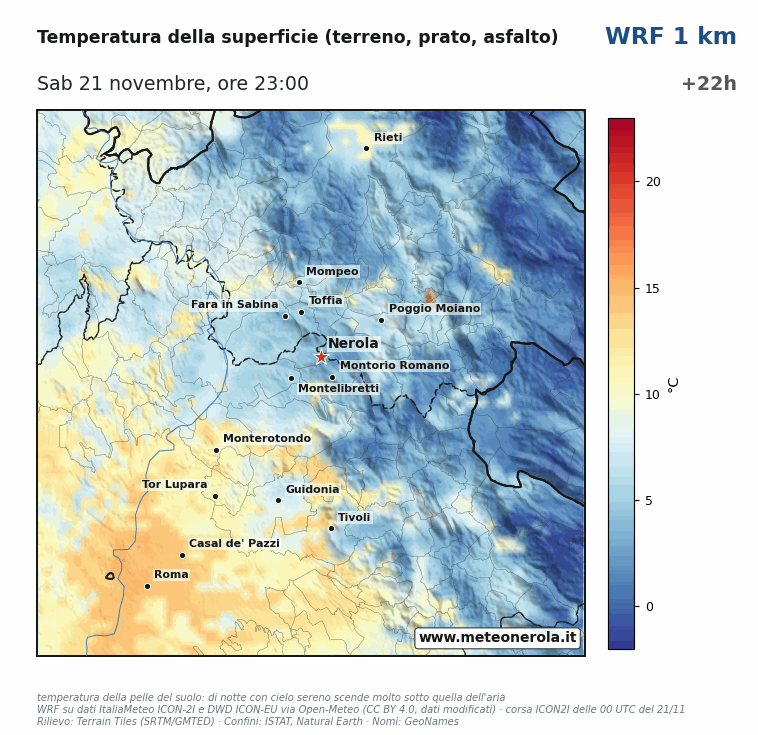 Temperatura della superficie (terreno, prato, asfalto)
WRF 1 km
Sab 21 novembre, ore 23:00
+22h
Rieti
Mompeo
Fara in Sabina
Toffia
Poggio Moiano
Nerola
Montorio Romano
Montelibretti
Monterotondo
Tor Lupara
Guidonia
Tivoli
Casal de' Pazzi
Roma
www.meteonerola.it
20
15
10
5
0
°C
temperatura della pelle del suolo: di notte con cielo sereno scende molto sotto quella dell'aria
WRF su dati ItaliaMeteo ICON-2I e DWD ICON-EU via Open-Meteo (CC BY 4.0, dati modificati) · corsa ICON2I delle 00 UTC del 21/11
Rilievo: Terrain Tiles (SRTM/GMTED) · Confini: ISTAT, Natural Earth · Nomi: GeoNames